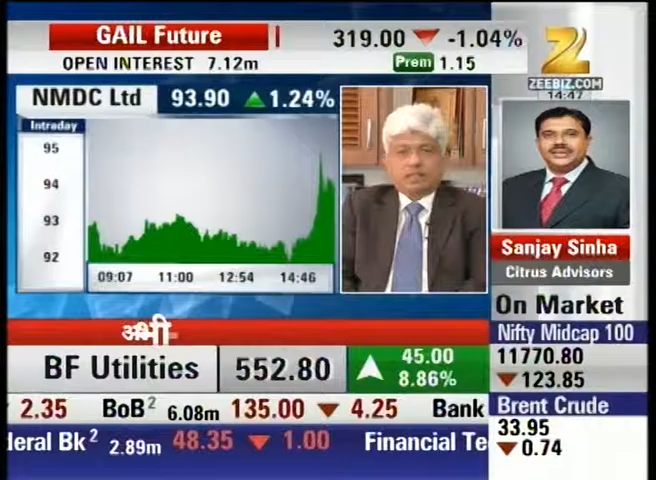 GAIL Future 319.00 -1.04%
OPEN INTEREST 7.12m Prem 1.15
ZEEBIZ.COM
14:47
NMDC Ltd 93.90 1.24%
Intraday
95
94
93
92
09:07 11:00 12:54 14:46
Sanjay Sinha
Citrus Advisors
On Market
Nifty Midcap 100
11770.80
123.85
Brent Crude
33.95
0.74
BF Utilities 552.80 45.00
8.86%
2.35 BoB2 6.08m 135.00 4.25 Bank
deral Bk2 2.89m 48.35 1.00 Financial Te